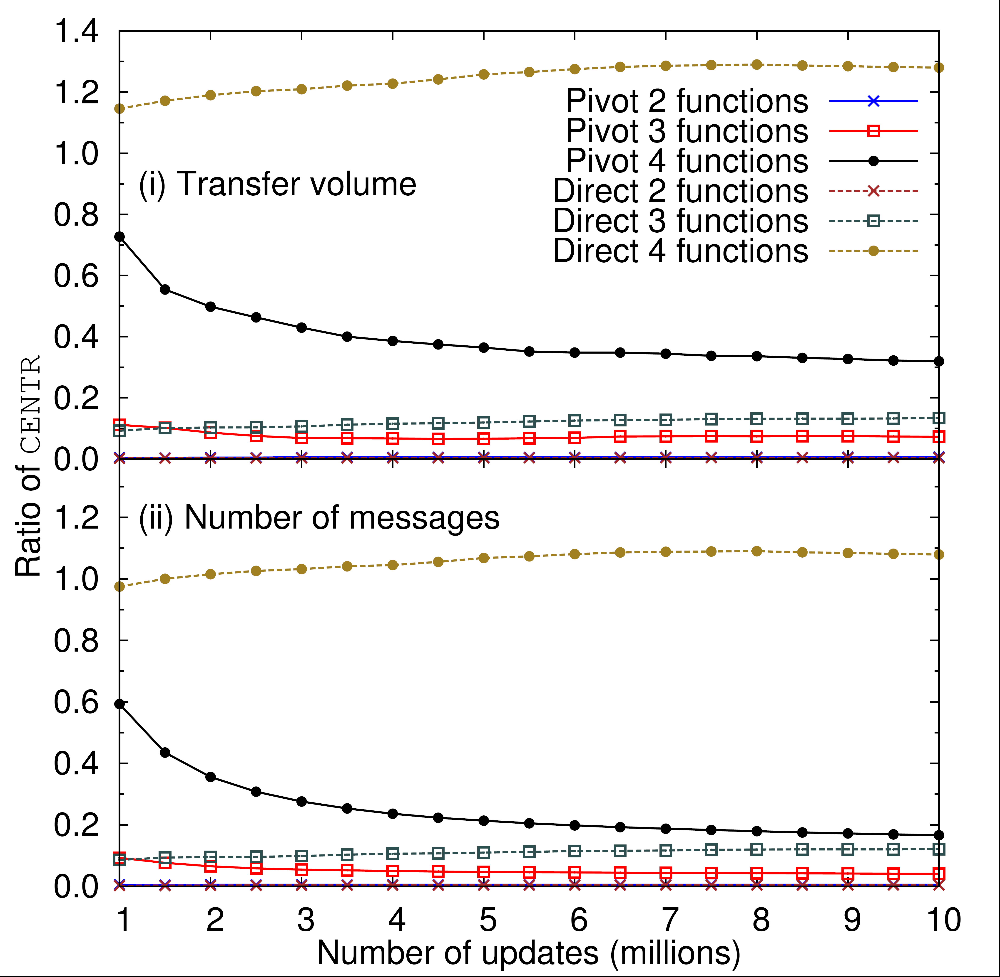 1.4
1.2
1.0
0.8
0.6
0.4
0.2
0.0
(i) Transfer volume
Pivot 2 functions
Pivot 3 functions
Pivot 4 functions
Direct 2 functions
Direct 3 functions
Direct 4 functions
Ratio of CENTR
1.2
1.0
0.8
0.6
0.4
0.2
0.0
(ii) Number of messages
1 2 3 4 5 6 7 8 9 10
Number of updates (millions)